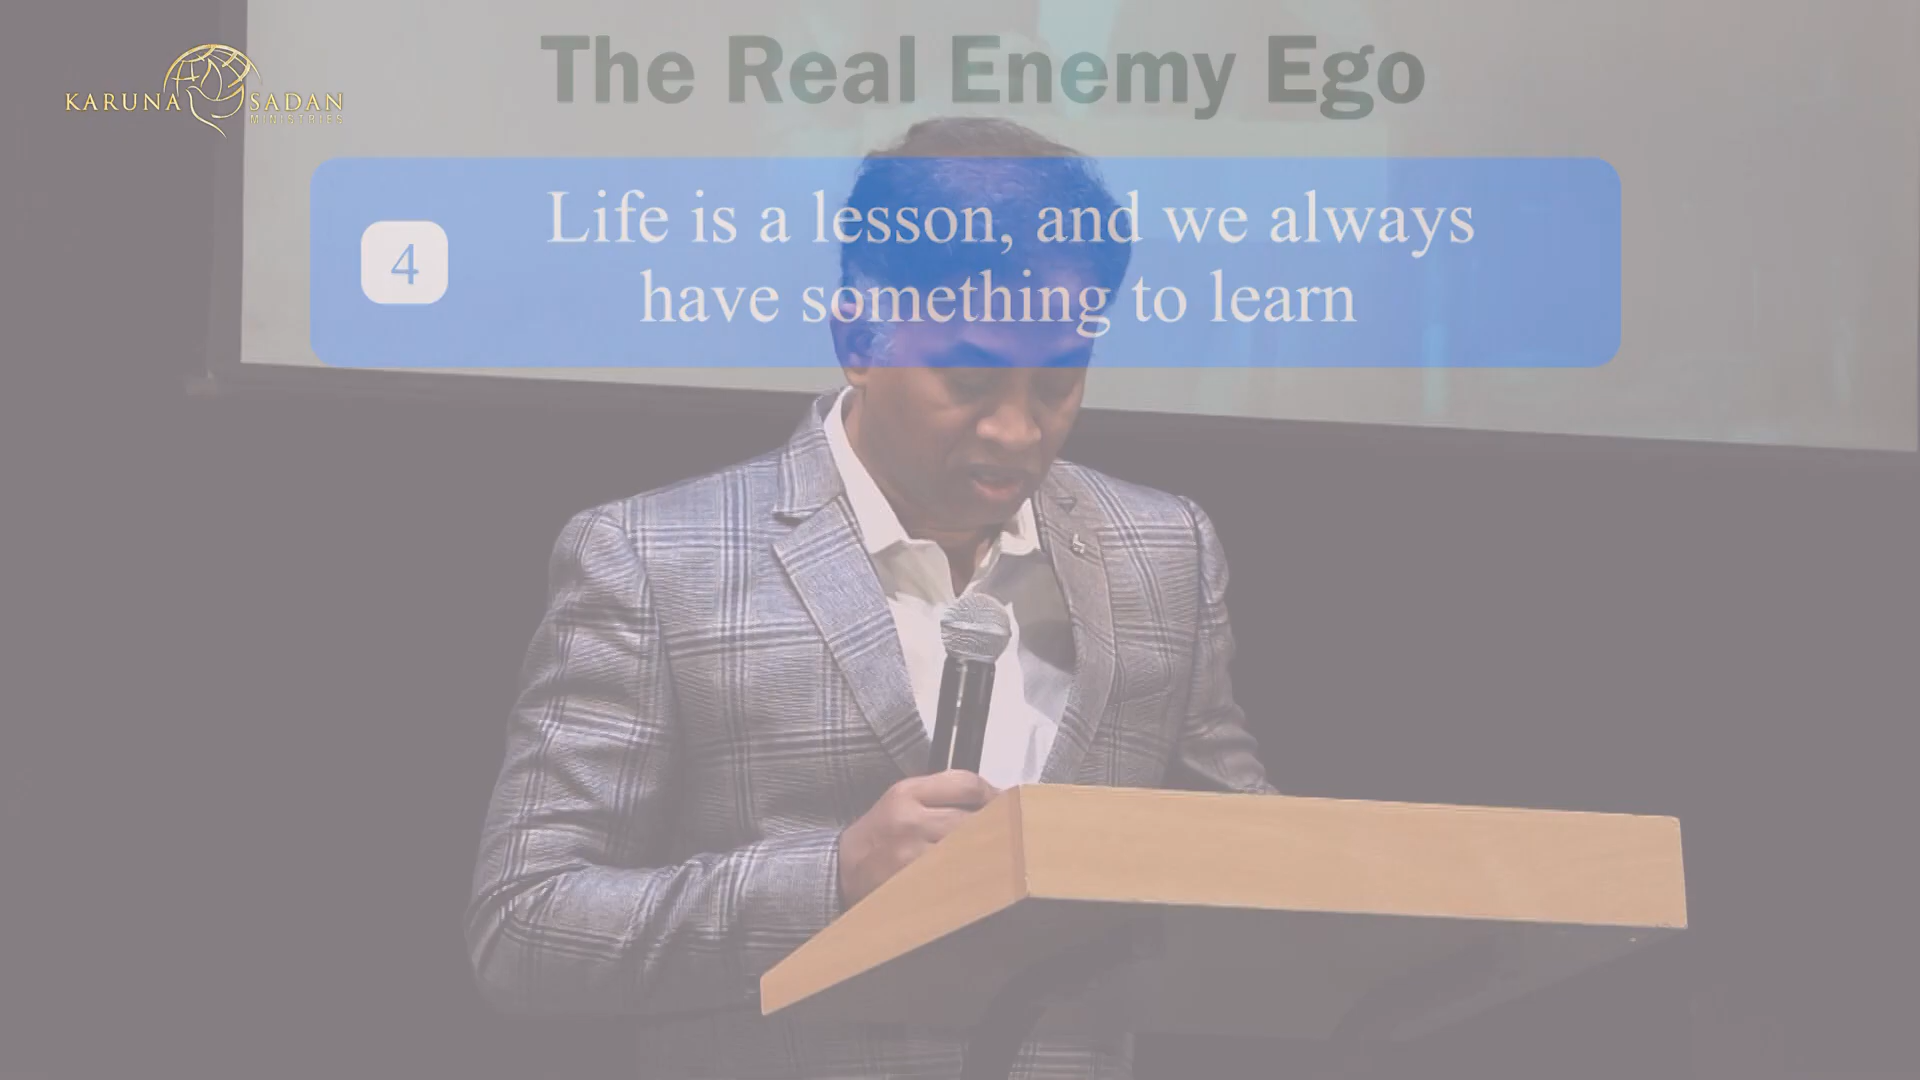 The Real Enemy Ego
KARUNA SADAN
MINISTRIES
4
Life is a lesson, and we always
have something to learn